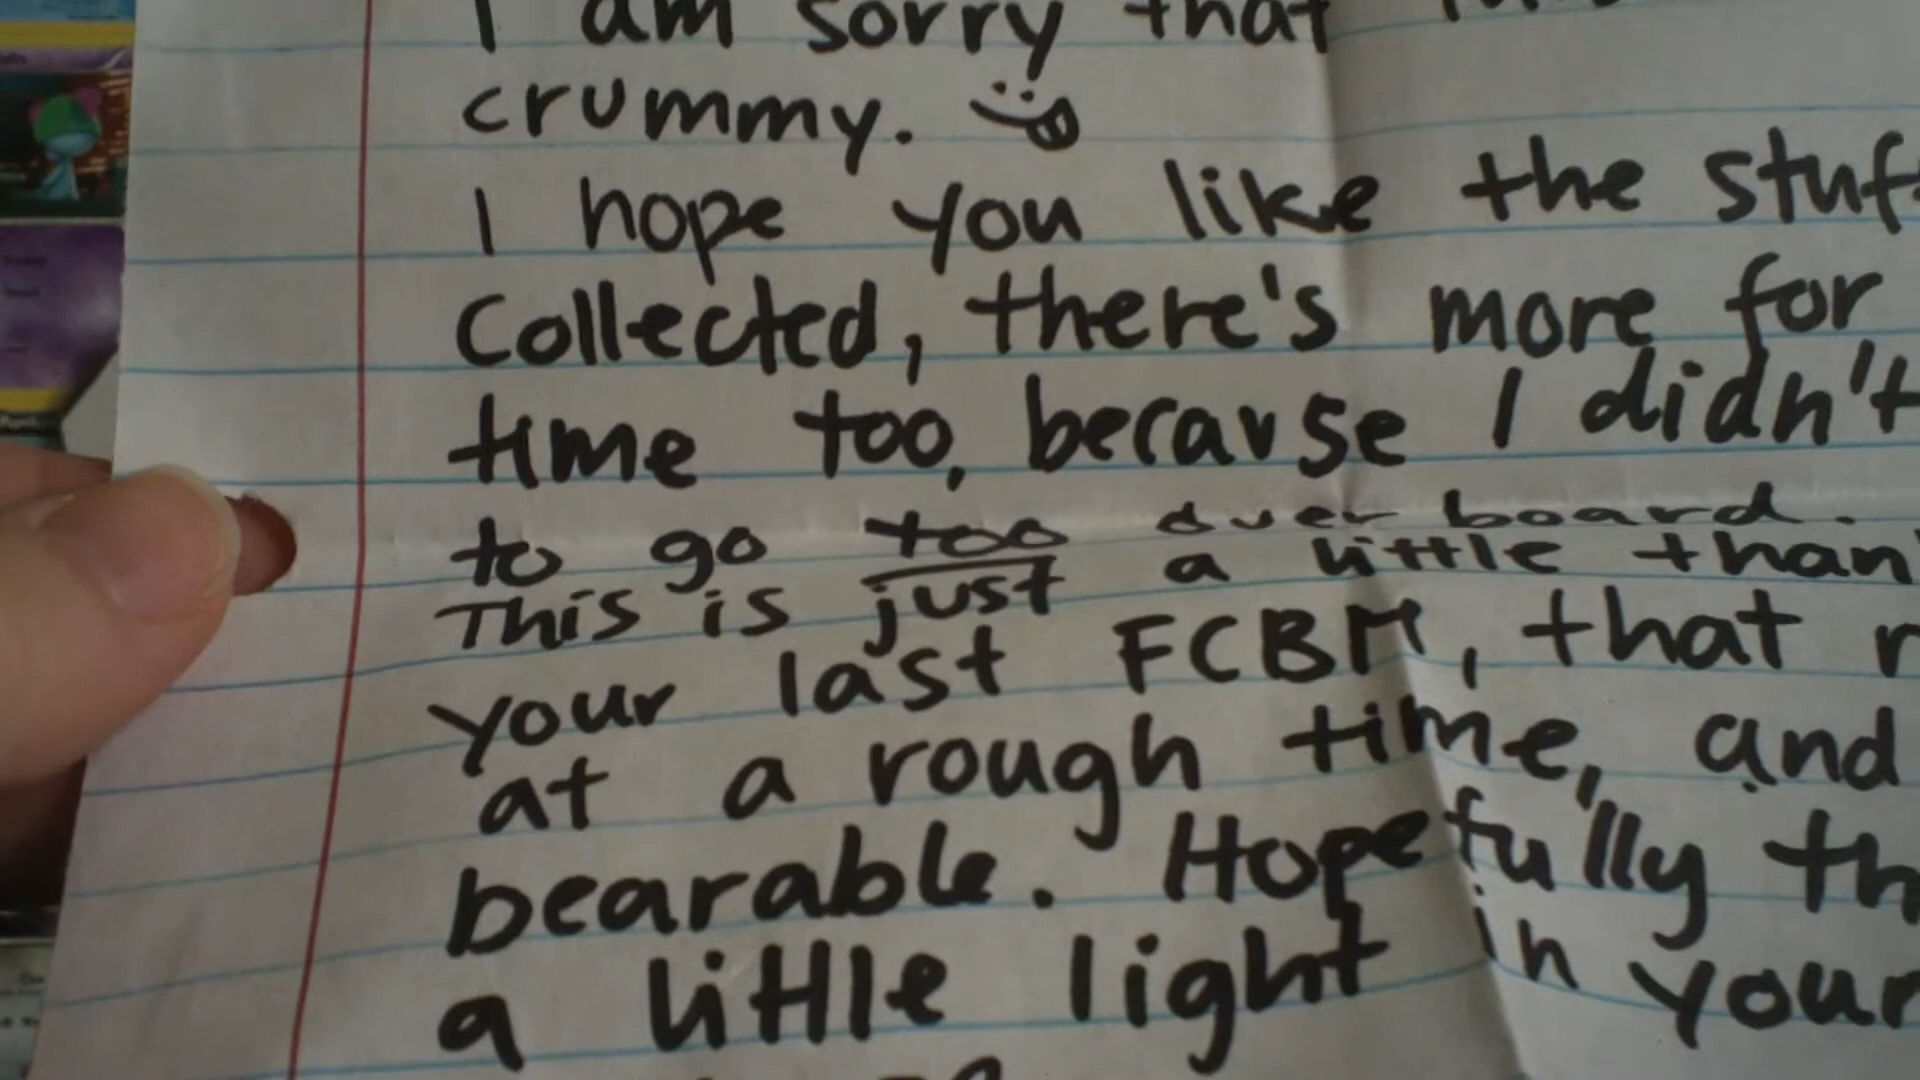 I am sorry that
crummy.
I hope you like the stuf
collected, there's more for
time too, because I didn't
to go too over board.
This is just a little than
your last FCBM, that r
at a rough time, and
bearable. Hopefully th
a little light in your